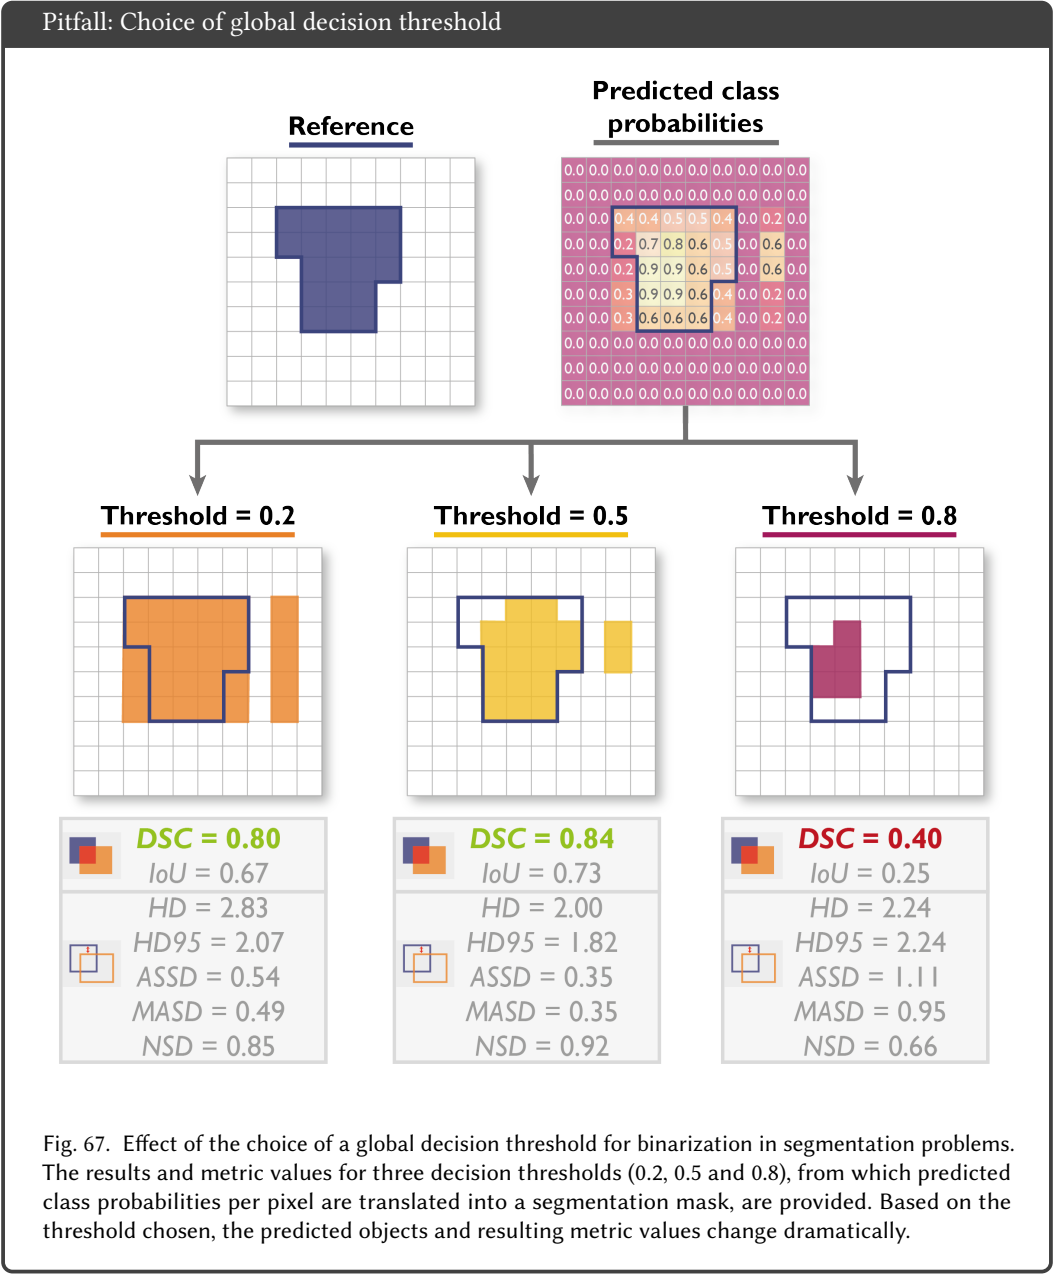 Pitfall: Choice of global decision threshold
Reference
Predicted class
probabilities
0.0 0.0 0.0 0.0 0.0 0.0 0.0 0.0 0.0 0.0
0.0 0.0 0.0 0.0 0.0 0.0 0.0 0.0 0.0 0.0
0.0 0.0 0.4 0.4 0.5 0.5 0.4 0.0 0.2 0.0
0.0 0.0 0.2 0.7 0.8 0.6 0.5 0.0 0.6 0.0
0.0 0.0 0.2 0.9 0.9 0.6 0.5 0.0 0.6 0.0
0.0 0.0 0.3 0.9 0.9 0.6 0.4 0.0 0.2 0.0
0.0 0.0 0.3 0.6 0.6 0.6 0.4 0.0 0.2 0.0
0.0 0.0 0.0 0.0 0.0 0.0 0.0 0.0 0.0 0.0
0.0 0.0 0.0 0.0 0.0 0.0 0.0 0.0 0.0 0.0
0.0 0.0 0.0 0.0 0.0 0.0 0.0 0.0 0.0 0.0
Threshold = 0.2
DSC = 0.80
IoU = 0.67
HD = 2.83
HD95 = 2.07
ASSD = 0.54
MASD = 0.49
NSD = 0.85
Threshold = 0.5
DSC = 0.84
IoU = 0.73
HD = 2.00
HD95 = 1.82
ASSD = 0.35
MASD = 0.35
NSD = 0.92
Threshold = 0.8
DSC = 0.40
IoU = 0.25
HD = 2.24
HD95 = 2.24
ASSD = 1.11
MASD = 0.95
NSD = 0.66
Fig. 67. Effect of the choice of a global decision threshold for binarization in segmentation problems.
The results and metric values for three decision thresholds (0.2, 0.5 and 0.8), from which predicted
class probabilities per pixel are translated into a segmentation mask, are provided. Based on the
threshold chosen, the predicted objects and resulting metric values change dramatically.